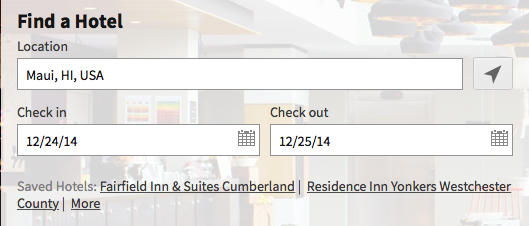 Find a Hotel
Location
Maui, HI, USA
Check in
Check out
12/24/14
12/25/14
Saved Hotels: Fairfield Inn & Suites Cumberland | Residence Inn Yonkers Westchester
County | More